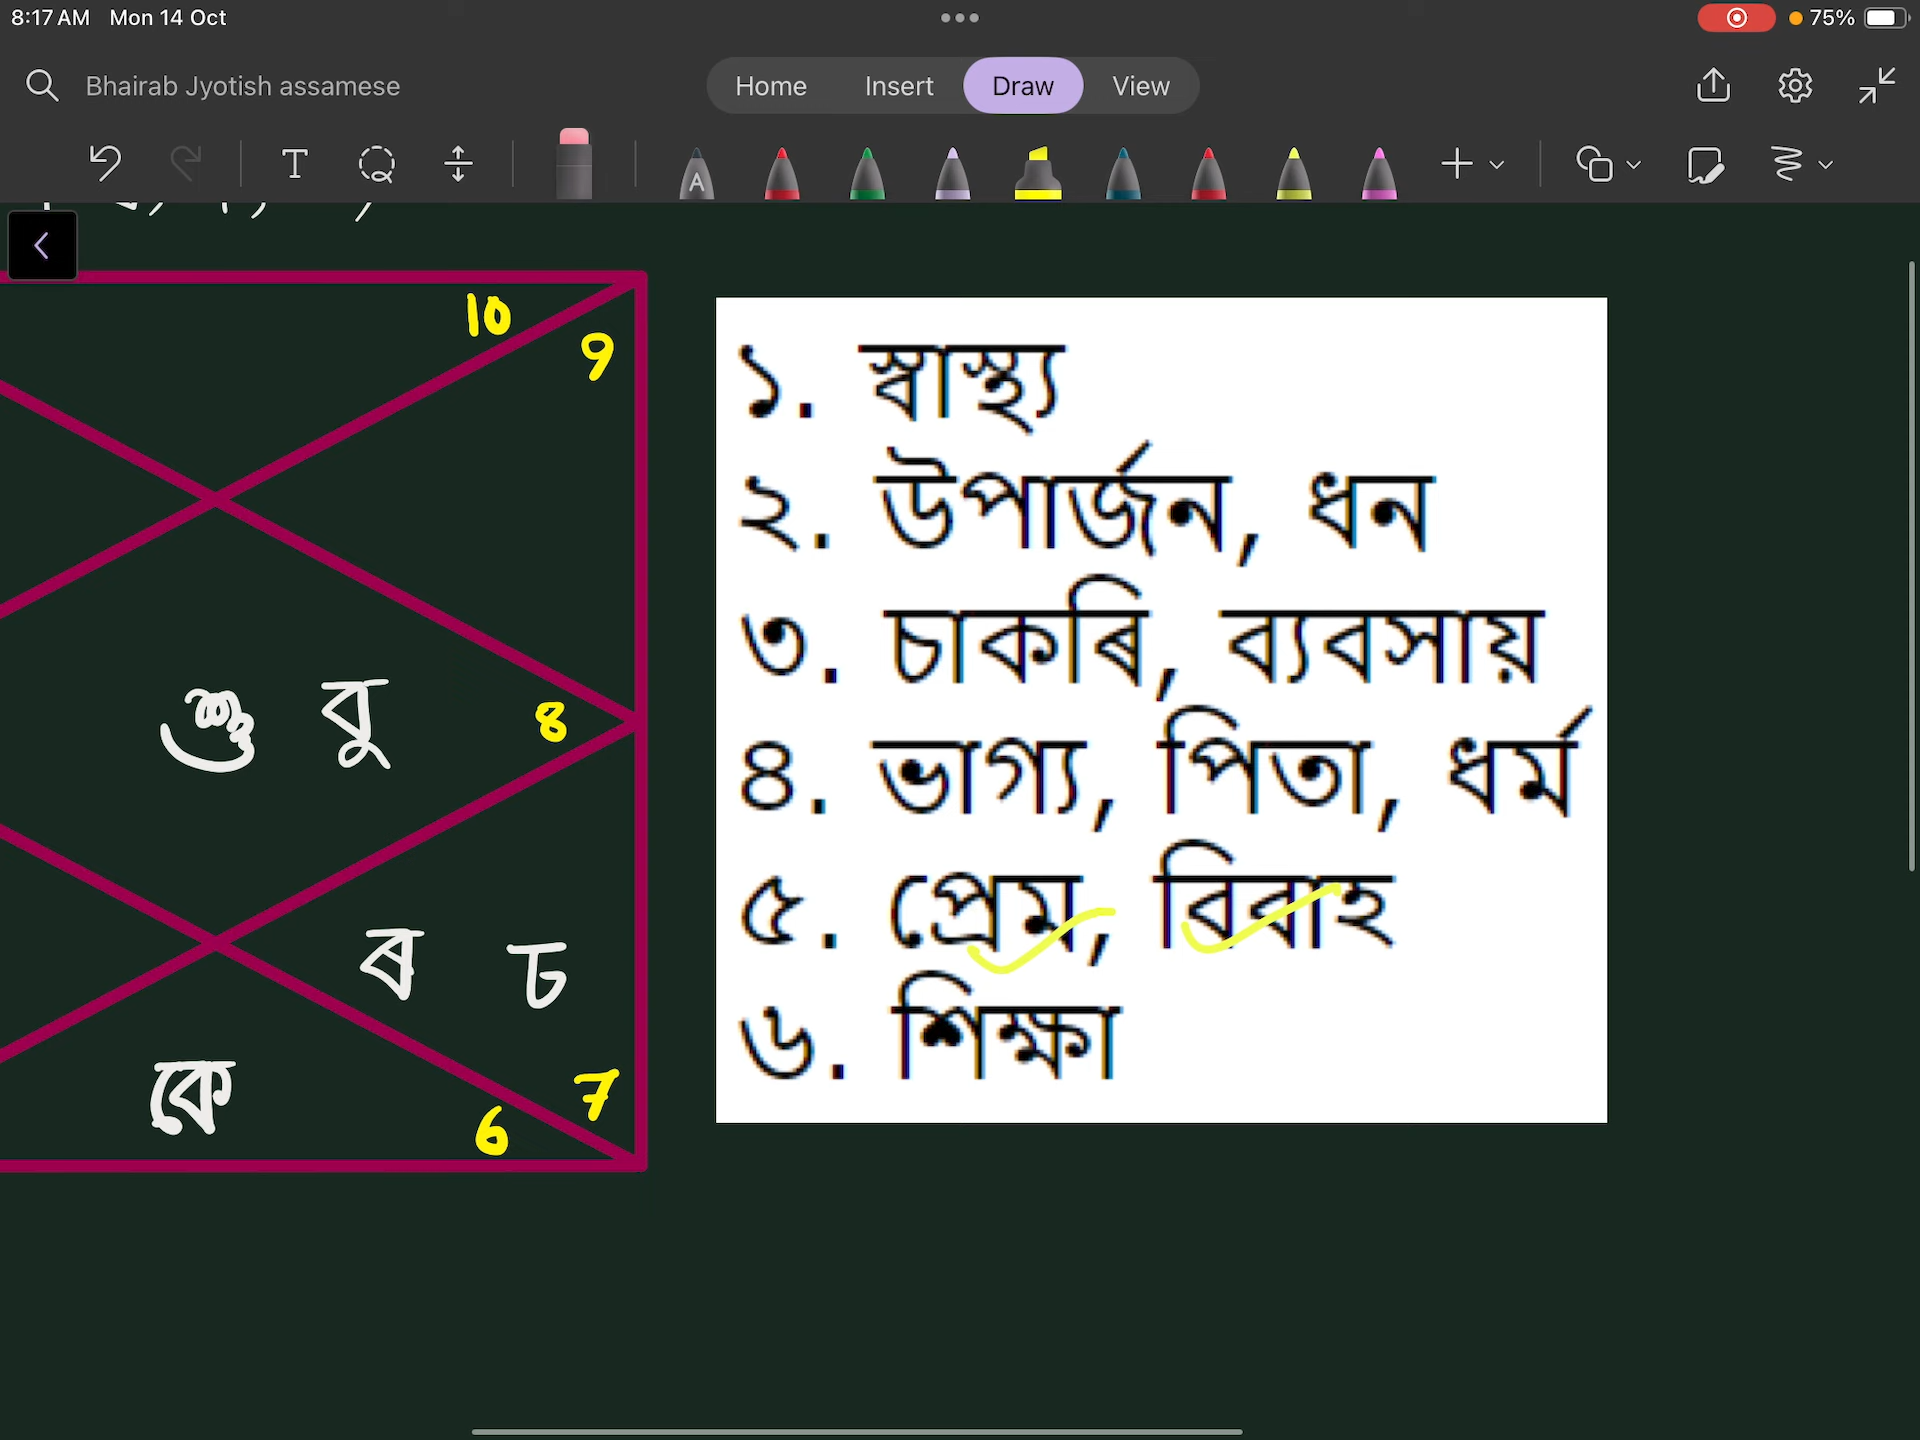 8:17 AM Mon 14 Oct
75%
Bhairab Jyotish assamese
Home Insert Draw View
T
A
10
9
শু বু
8
ৰ চ
কে
7
6
১. স্বাস্থ্য
২. উপার্জন, ধন
৩. চাকৰি, ব্যবসায়
৪. ভাগ্য, পিতা, ধৰ্ম
৫. প্ৰেম, বিবাহ
৬. শিক্ষা